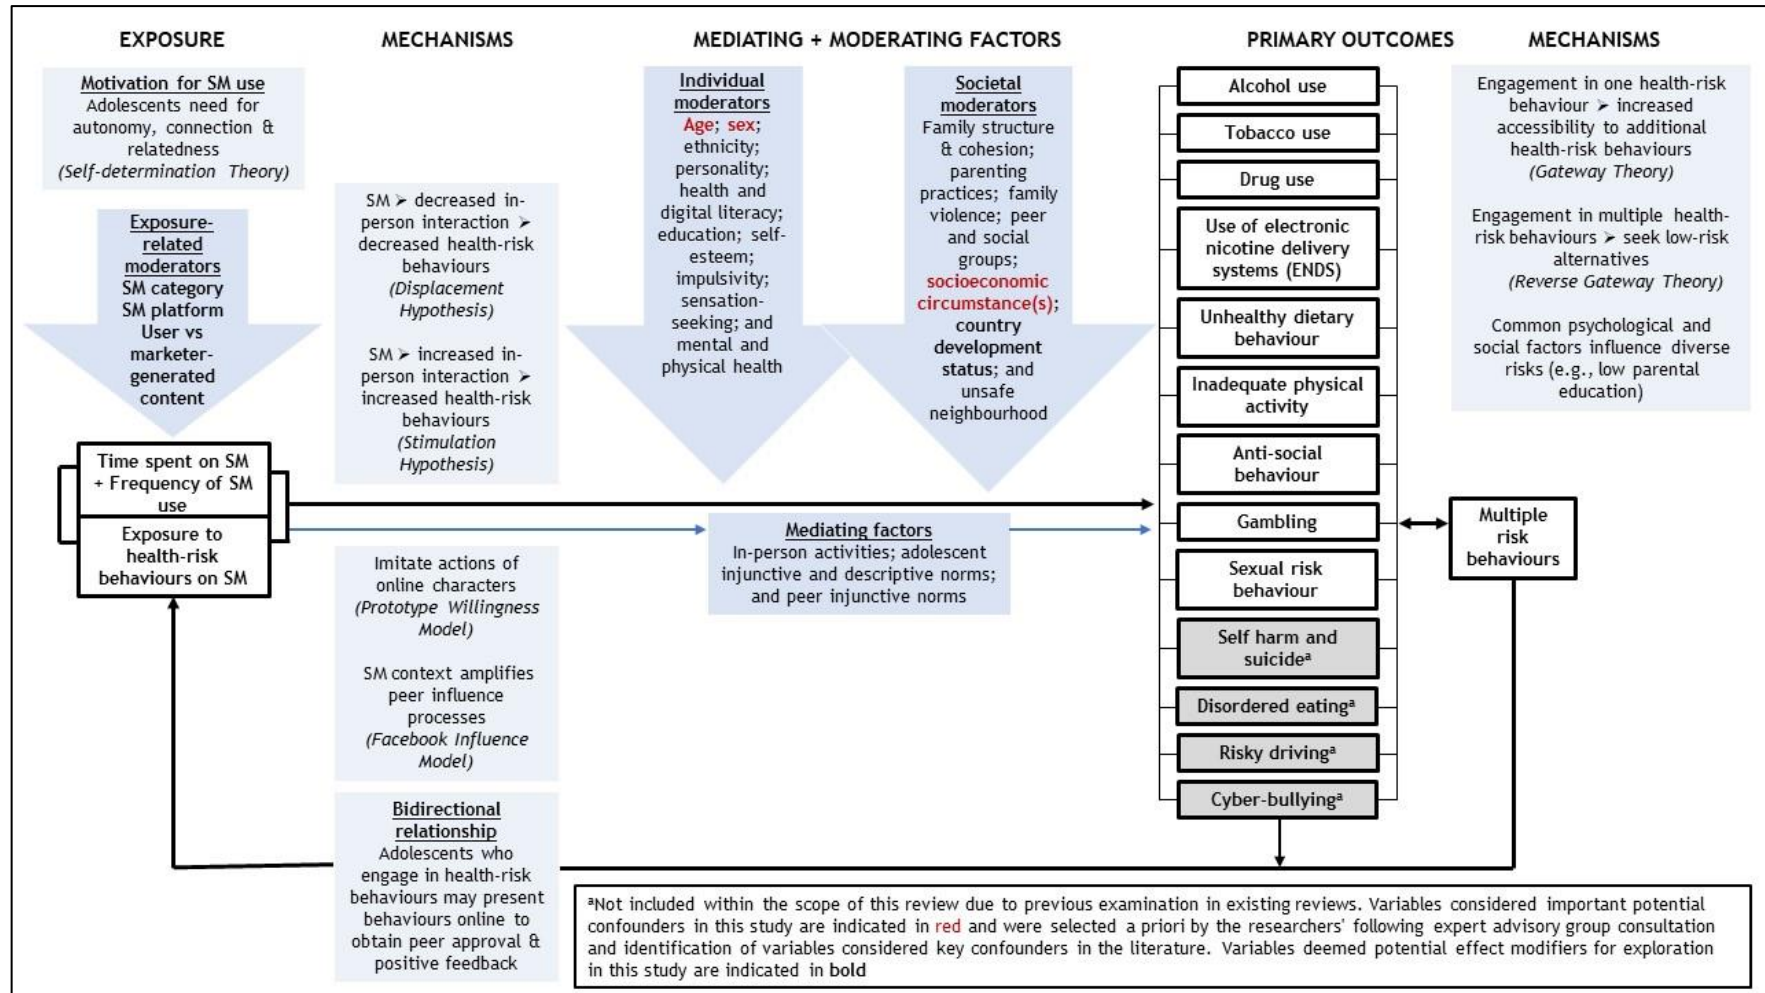 EXPOSURE
MECHANISMS
MEDIATING + MODERATING FACTORS
PRIMARY OUTCOMES
MECHANISMS
Motivation for SM use
Adolescents need for
autonomy, connection &
relatedness
(Self-determination Theory)
Exposure-
related
moderators
SM category
SM platform
User vs
marketer-
generated
content
Time spent on SM
+ Frequency of SM
use
Exposure to
health-risk
behaviours on SM
SM ➢ decreased in-
person interaction ➢
decreased health-risk
behaviours
(Displacement
Hypothesis)
SM ➢ increased in-
person interaction ➢
increased health-risk
behaviours
(Stimulation
Hypothesis)
Imitate actions of
online characters
(Prototype Willingness
Model)
SM context amplifies
peer influence
processes
(Facebook Influence
Model)
Bidirectional
relationship
Adolescents who
engage in health-risk
behaviours may present
behaviours online to
obtain peer approval &
positive feedback
Individual
moderators
Age; sex;
ethnicity;
personality;
health and
digital literacy;
education; self-
esteem;
impulsivity;
sensation-
seeking; and
mental and
physical health
Societal
moderators
Family structure
& cohesion;
parenting
practices; family
violence; peer
and social
groups;
socioeconomic
circumstance(s);
country
development
status; and
unsafe
neighbourhood
Mediating factors
In-person activities; adolescent
injunctive and descriptive norms;
and peer injunctive norms
Alcohol use
Tobacco use
Drug use
Use of electronic
nicotine delivery
systems (ENDS)
Unhealthy dietary
behaviour
Inadequate physical
activity
Anti-social
behaviour
Gambling
Sexual risk
behaviour
Self harm and
suicideᵃ
Disordered eatingᵃ
Risky drivingᵃ
Cyber-bullyingᵃ
Engagement in one health-risk
behaviour ➢ increased
accessibility to additional
health-risk behaviours
(Gateway Theory)
Engagement in multiple health-
risk behaviours ➢ seek low-risk
alternatives
(Reverse Gateway Theory)
Common psychological and
social factors influence diverse
risks (e.g., low parental
education)
Multiple
risk
behaviours
ᵃNot included within the scope of this review due to previous examination in existing reviews. Variables considered important potential
confounders in this study are indicated in red and were selected a priori by the researchers' following expert advisory group consultation
and identification of variables considered key confounders in the literature. Variables deemed potential effect modifiers for exploration
in this study are indicated in bold